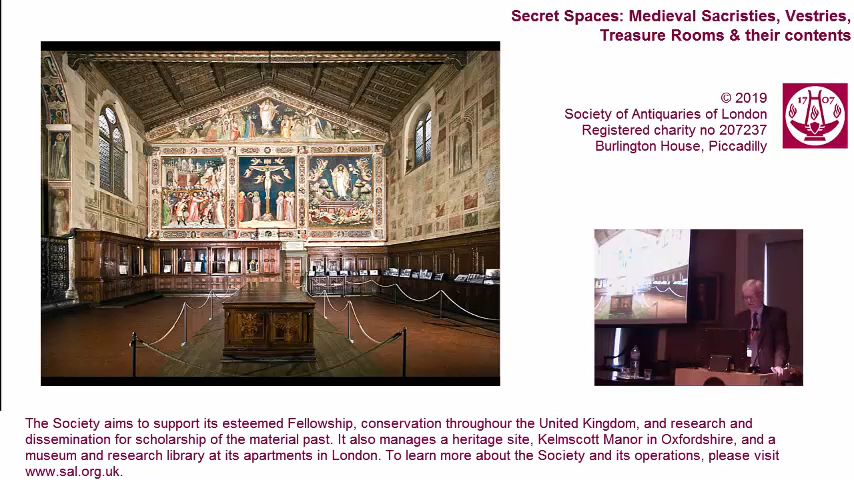 Secret Spaces: Medieval Sacristies, Vestries,
Treasure Rooms & their contents
© 2019
Society of Antiquaries of London
Registered charity no 207237
Burlington House, Piccadilly
17 07
The Society aims to support its esteemed Fellowship, conservation throughour the United Kingdom, and research and
dissemination for scholarship of the material past. It also manages a heritage site, Kelmscott Manor in Oxfordshire, and a
museum and research library at its apartments in London. To learn more about the Society and its operations, please visit
www.sal.org.uk.